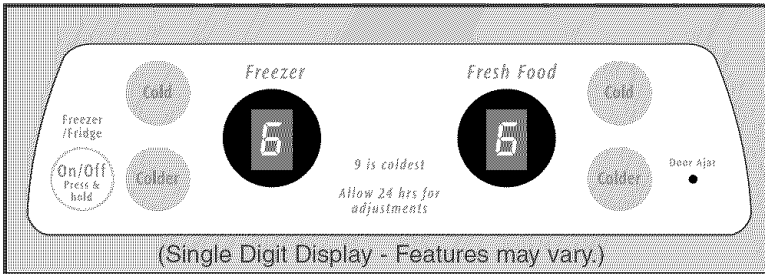 Freezer
Fresh Food
Cold
Cold
Freezer
/Fridge
6
6
On/Off
Press &
hold
Colder
9 is coldest
Allow 24 hrs for
adjustments
Colder
Door Ajar
(Single Digit Display - Features may vary.)